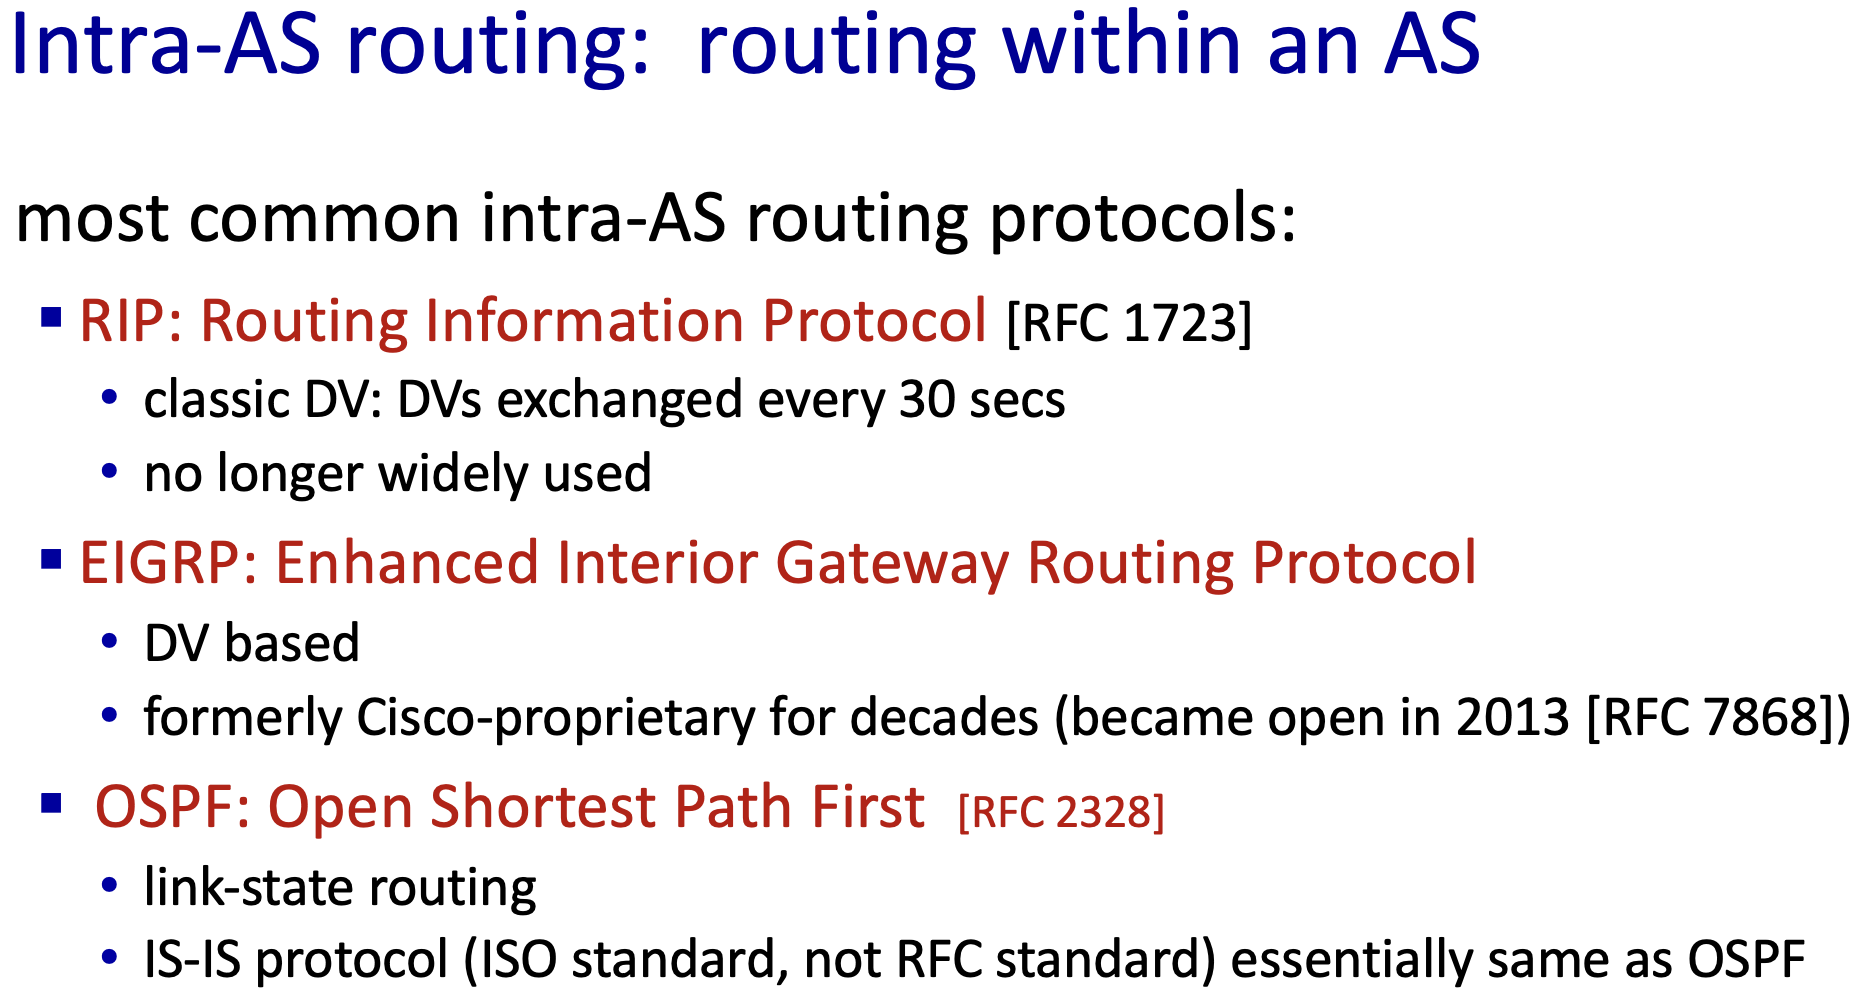 Intra-AS routing: routing within an AS
most common intra-AS routing protocols:
▪ RIP: Routing Information Protocol [RFC 1723]
• classic DV: DVs exchanged every 30 secs
• no longer widely used
▪ EIGRP: Enhanced Interior Gateway Routing Protocol
• DV based
• formerly Cisco-proprietary for decades (became open in 2013 [RFC 7868])
▪ OSPF: Open Shortest Path First [RFC 2328]
• link-state routing
• IS-IS protocol (ISO standard, not RFC standard) essentially same as OSPF